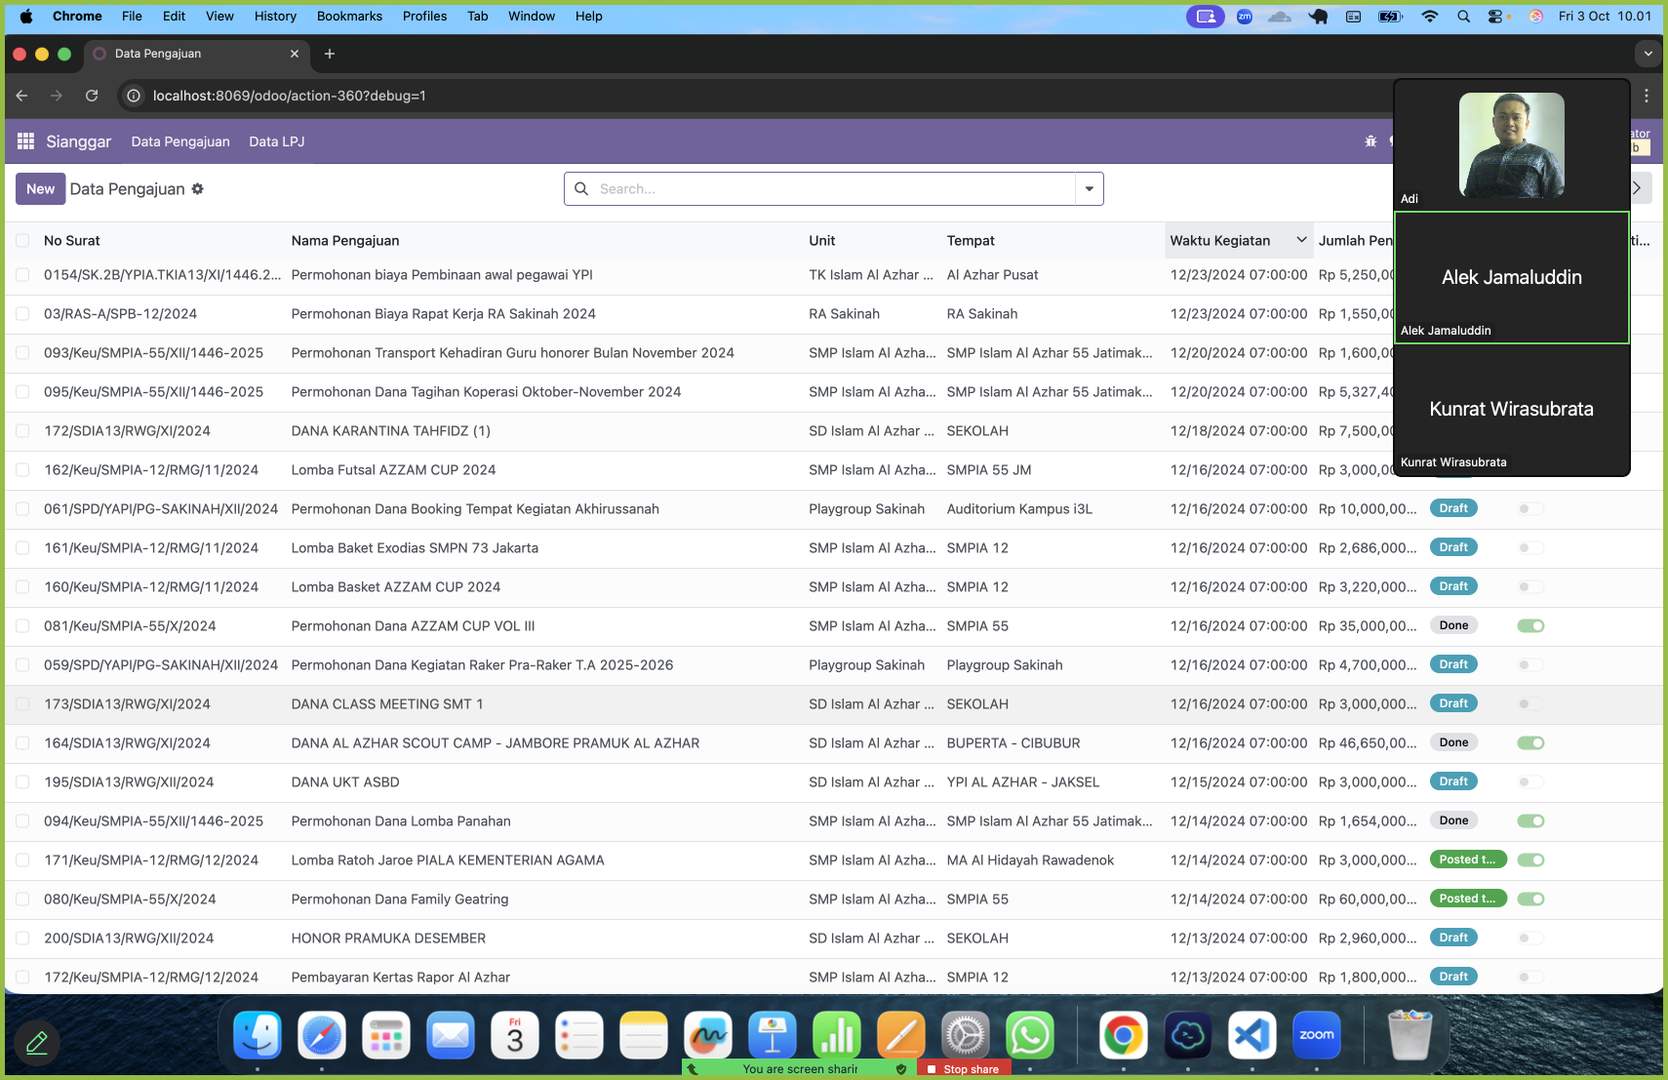 Chrome File Edit View History Bookmarks Profiles Tab Window Help zm Fri 3 Oct 10.01
Data Pengajuan
localhost:8069/odoo/action-360?debug=1
Sianggar Data Pengajuan Data LPJ
New Data Pengajuan Search...
Adi
Alek Jamaluddin
Alek Jamaluddin
Kunrat Wirasubrata
Kunrat Wirasubrata
No Surat Nama Pengajuan Unit Tempat Waktu Kegiatan Jumlah Pen
0154/SK.2B/YPIA.TKIA13/XI/1446.2... Permohonan biaya Pembinaan awal pegawai YPI TK Islam Al Azhar ... Al Azhar Pusat 12/23/2024 07:00:00 Rp 5,250,00
03/RAS-A/SPB-12/2024 Permohonan Biaya Rapat Kerja RA Sakinah 2024 RA Sakinah RA Sakinah 12/23/2024 07:00:00 Rp 1,550,00
093/Keu/SMPIA-55/XII/1446-2025 Permohonan Transport Kehadiran Guru honorer Bulan November 2024 SMP Islam Al Azha... SMP Islam Al Azhar 55 Jatimak... 12/20/2024 07:00:00 Rp 1,600,00
095/Keu/SMPIA-55/XII/1446-2025 Permohonan Dana Tagihan Koperasi Oktober-November 2024 SMP Islam Al Azha... SMP Islam Al Azhar 55 Jatimak... 12/20/2024 07:00:00 Rp 5,327,40
172/SDIA13/RWG/XI/2024 DANA KARANTINA TAHFIDZ (1) SD Islam Al Azhar ... SEKOLAH 12/18/2024 07:00:00 Rp 7,500,00
162/Keu/SMPIA-12/RMG/11/2024 Lomba Futsal AZZAM CUP 2024 SMP Islam Al Azha... SMPIA 55 JM 12/16/2024 07:00:00 Rp 3,000,00
061/SPD/YAPI/PG-SAKINAH/XII/2024 Permohonan Dana Booking Tempat Kegiatan Akhirussanah Playgroup Sakinah Auditorium Kampus i3L 12/16/2024 07:00:00 Rp 10,000,00... Draft
161/Keu/SMPIA-12/RMG/11/2024 Lomba Baket Exodias SMPN 73 Jakarta SMP Islam Al Azha... SMPIA 12 12/16/2024 07:00:00 Rp 2,686,000... Draft
160/Keu/SMPIA-12/RMG/11/2024 Lomba Basket AZZAM CUP 2024 SMP Islam Al Azha... SMPIA 12 12/16/2024 07:00:00 Rp 3,220,000... Draft
081/Keu/SMPIA-55/X/2024 Permohonan Dana AZZAM CUP VOL III SMP Islam Al Azha... SMPIA 55 12/16/2024 07:00:00 Rp 35,000,00... Done
059/SPD/YAPI/PG-SAKINAH/XII/2024 Permohonan Dana Kegiatan Raker Pra-Raker T.A 2025-2026 Playgroup Sakinah Playgroup Sakinah 12/16/2024 07:00:00 Rp 4,700,000... Draft
173/SDIA13/RWG/XI/2024 DANA CLASS MEETING SMT 1 SD Islam Al Azhar ... SEKOLAH 12/16/2024 07:00:00 Rp 3,000,000... Draft
164/SDIA13/RWG/XI/2024 DANA AL AZHAR SCOUT CAMP - JAMBORE PRAMUK AL AZHAR SD Islam Al Azhar ... BUPERTA - CIBUBUR 12/16/2024 07:00:00 Rp 46,650,00... Done
195/SDIA13/RWG/XII/2024 DANA UKT ASBD SD Islam Al Azhar ... YPI AL AZHAR - JAKSEL 12/15/2024 07:00:00 Rp 3,000,000... Draft
094/Keu/SMPIA-55/XII/1446-2025 Permohonan Dana Lomba Panahan SMP Islam Al Azha... SMP Islam Al Azhar 55 Jatimak... 12/14/2024 07:00:00 Rp 1,654,000... Done
171/Keu/SMPIA-12/RMG/12/2024 Lomba Ratoh Jaroe PIALA KEMENTERIAN AGAMA SMP Islam Al Azha... MA Al Hidayah Rawadenok 12/14/2024 07:00:00 Rp 3,000,000... Posted t...
080/Keu/SMPIA-55/X/2024 Permohonan Dana Family Geatring SMP Islam Al Azha... SMPIA 55 12/14/2024 07:00:00 Rp 60,000,00... Posted t...
200/SDIA13/RWG/XII/2024 HONOR PRAMUKA DESEMBER SD Islam Al Azhar ... SEKOLAH 12/13/2024 07:00:00 Rp 2,960,000... Draft
172/Keu/SMPIA-12/RMG/12/2024 Pembayaran Kertas Rapor Al Azhar SMP Islam Al Azha... SMPIA 12 12/13/2024 07:00:00 Rp 1,800,000... Draft
Fri
3
zoom
You are screen sharin Stop share